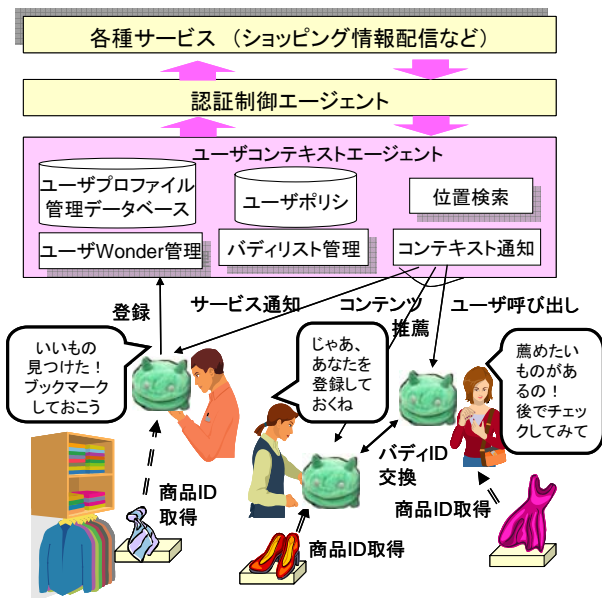 各種サービス （ショッピング情報配信など）
認証制御エージェント
ユーザコンテキストエージェント
ユーザプロファイル
管理データベース
ユーザポリシ
位置検索
ユーザWonder管理
バディリスト管理
コンテキスト通知
登録
サービス通知
コンテンツ
推薦
ユーザ呼び出し
いいもの
見つけた！
ブックマーク
しておこう
じゃあ、
あなたを
登録して
おくね
薦めたい
ものがあ
るの！
後でチェッ
クしてみて
バディID
交換
商品ID
取得
商品ID取得
商品ID取得